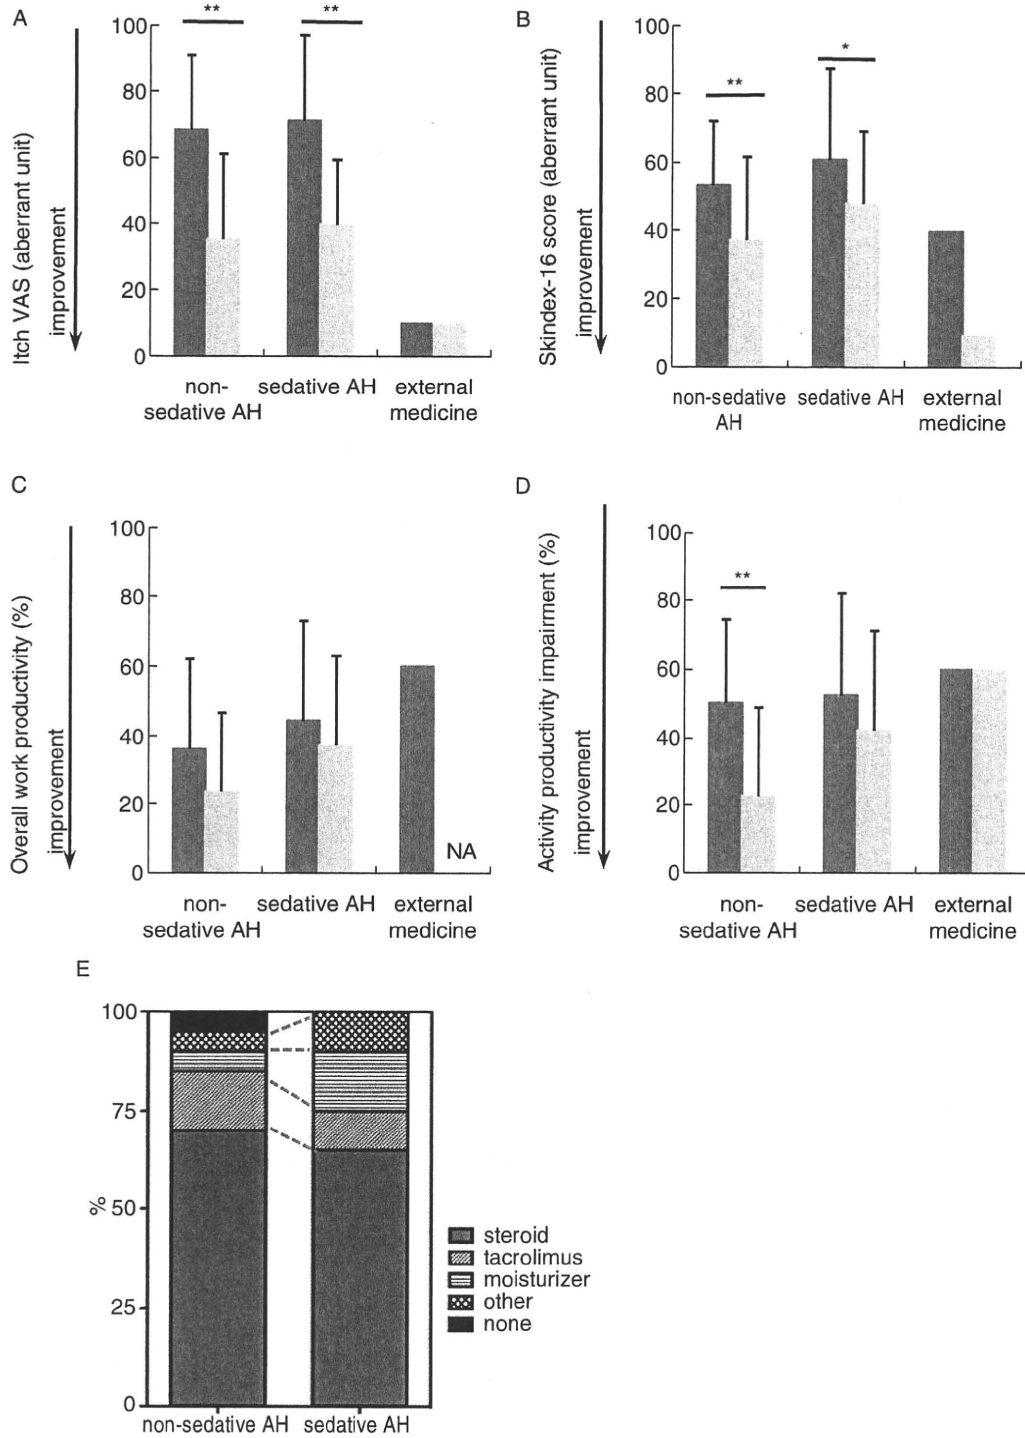 A
Itch VAS (aberrant unit)
improvement
100
80
60
40
20
0
**
**
non-
sedative AH
sedative AH
external
medicine
B
Skindex-16 score (aberrant unit)
improvement
100
80
60
40
20
0
**
*
non-sedative
AH
sedative AH
external
medicine
C
Overall work productivity (%)
improvement
100
80
60
40
20
0
NA
non-
sedative AH
sedative AH
external
medicine
D
Activity productivity impairment (%)
improvement
100
80
60
40
20
0
**
non-
sedative AH
sedative AH
external
medicine
E
%
100
75
50
25
0
non-sedative AH
sedative AH
steroid
tacrolimus
moisturizer
other
none